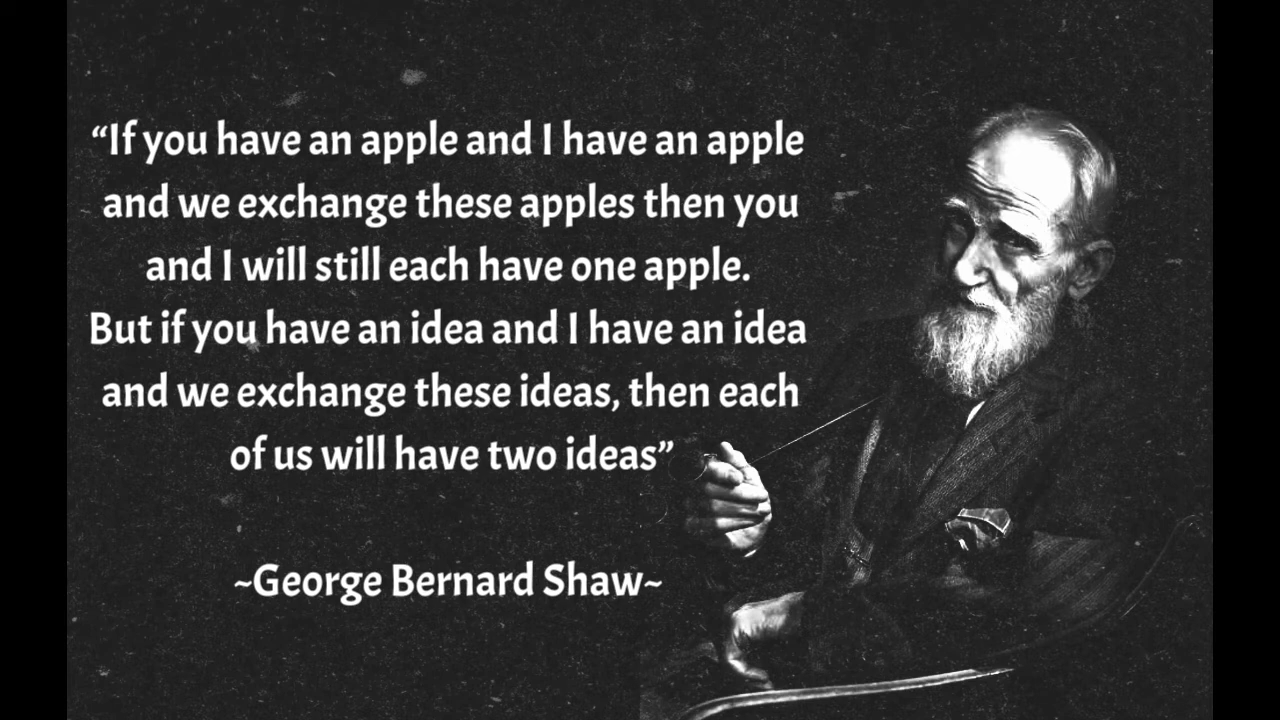 “If you have an apple and I have an apple
and we exchange these apples then you
and I will still each have one apple.
But if you have an idea and I have an idea
and we exchange these ideas, then each
of us will have two ideas”
~George Bernard Shaw~